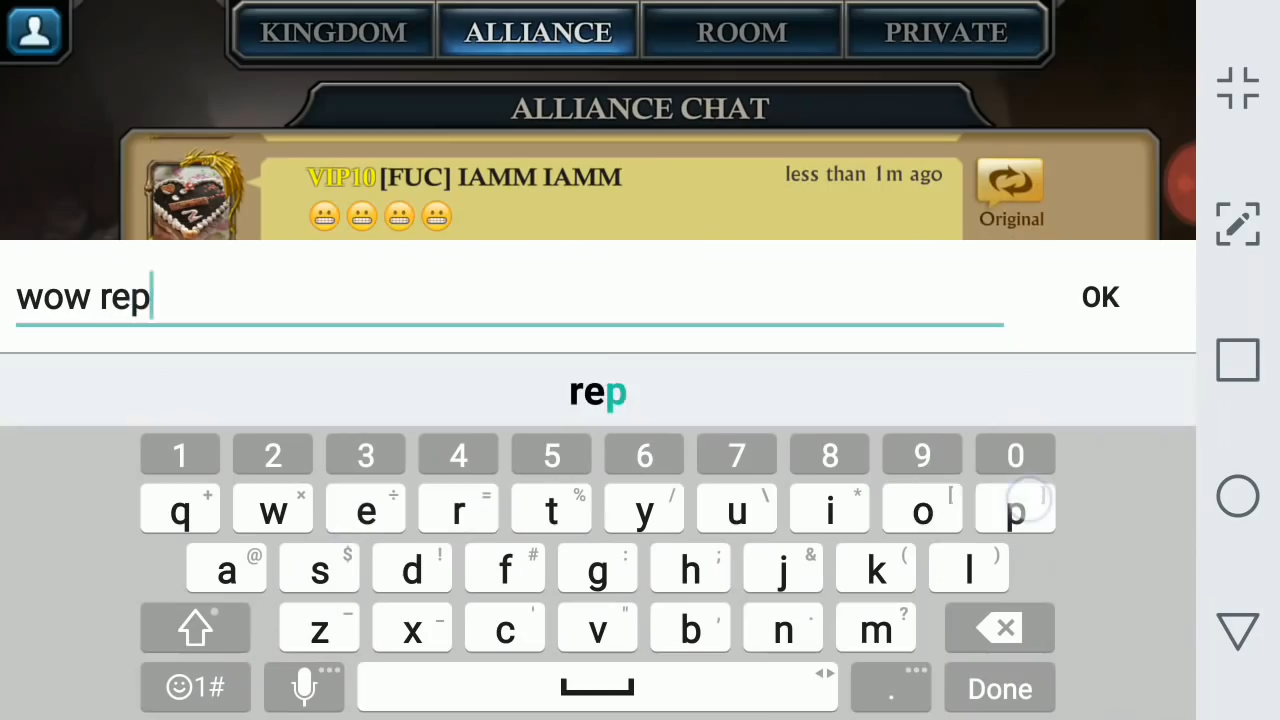 KINGDOM ALLIANCE ROOM PRIVATE
ALLIANCE CHAT
VIP10 [FUC] IAMM IAMM less than 1m ago
😬😬😬😬
Original
wow rep OK
rep
1 2 3 4 5 6 7 8 9 0
q + w × e ÷ r = t % y / u \ i * o [ p ]
a @ s $ d ! f # g : h ; j & k ( l )
z - x _ c ' v " b , n . m ?
☺1# . Done